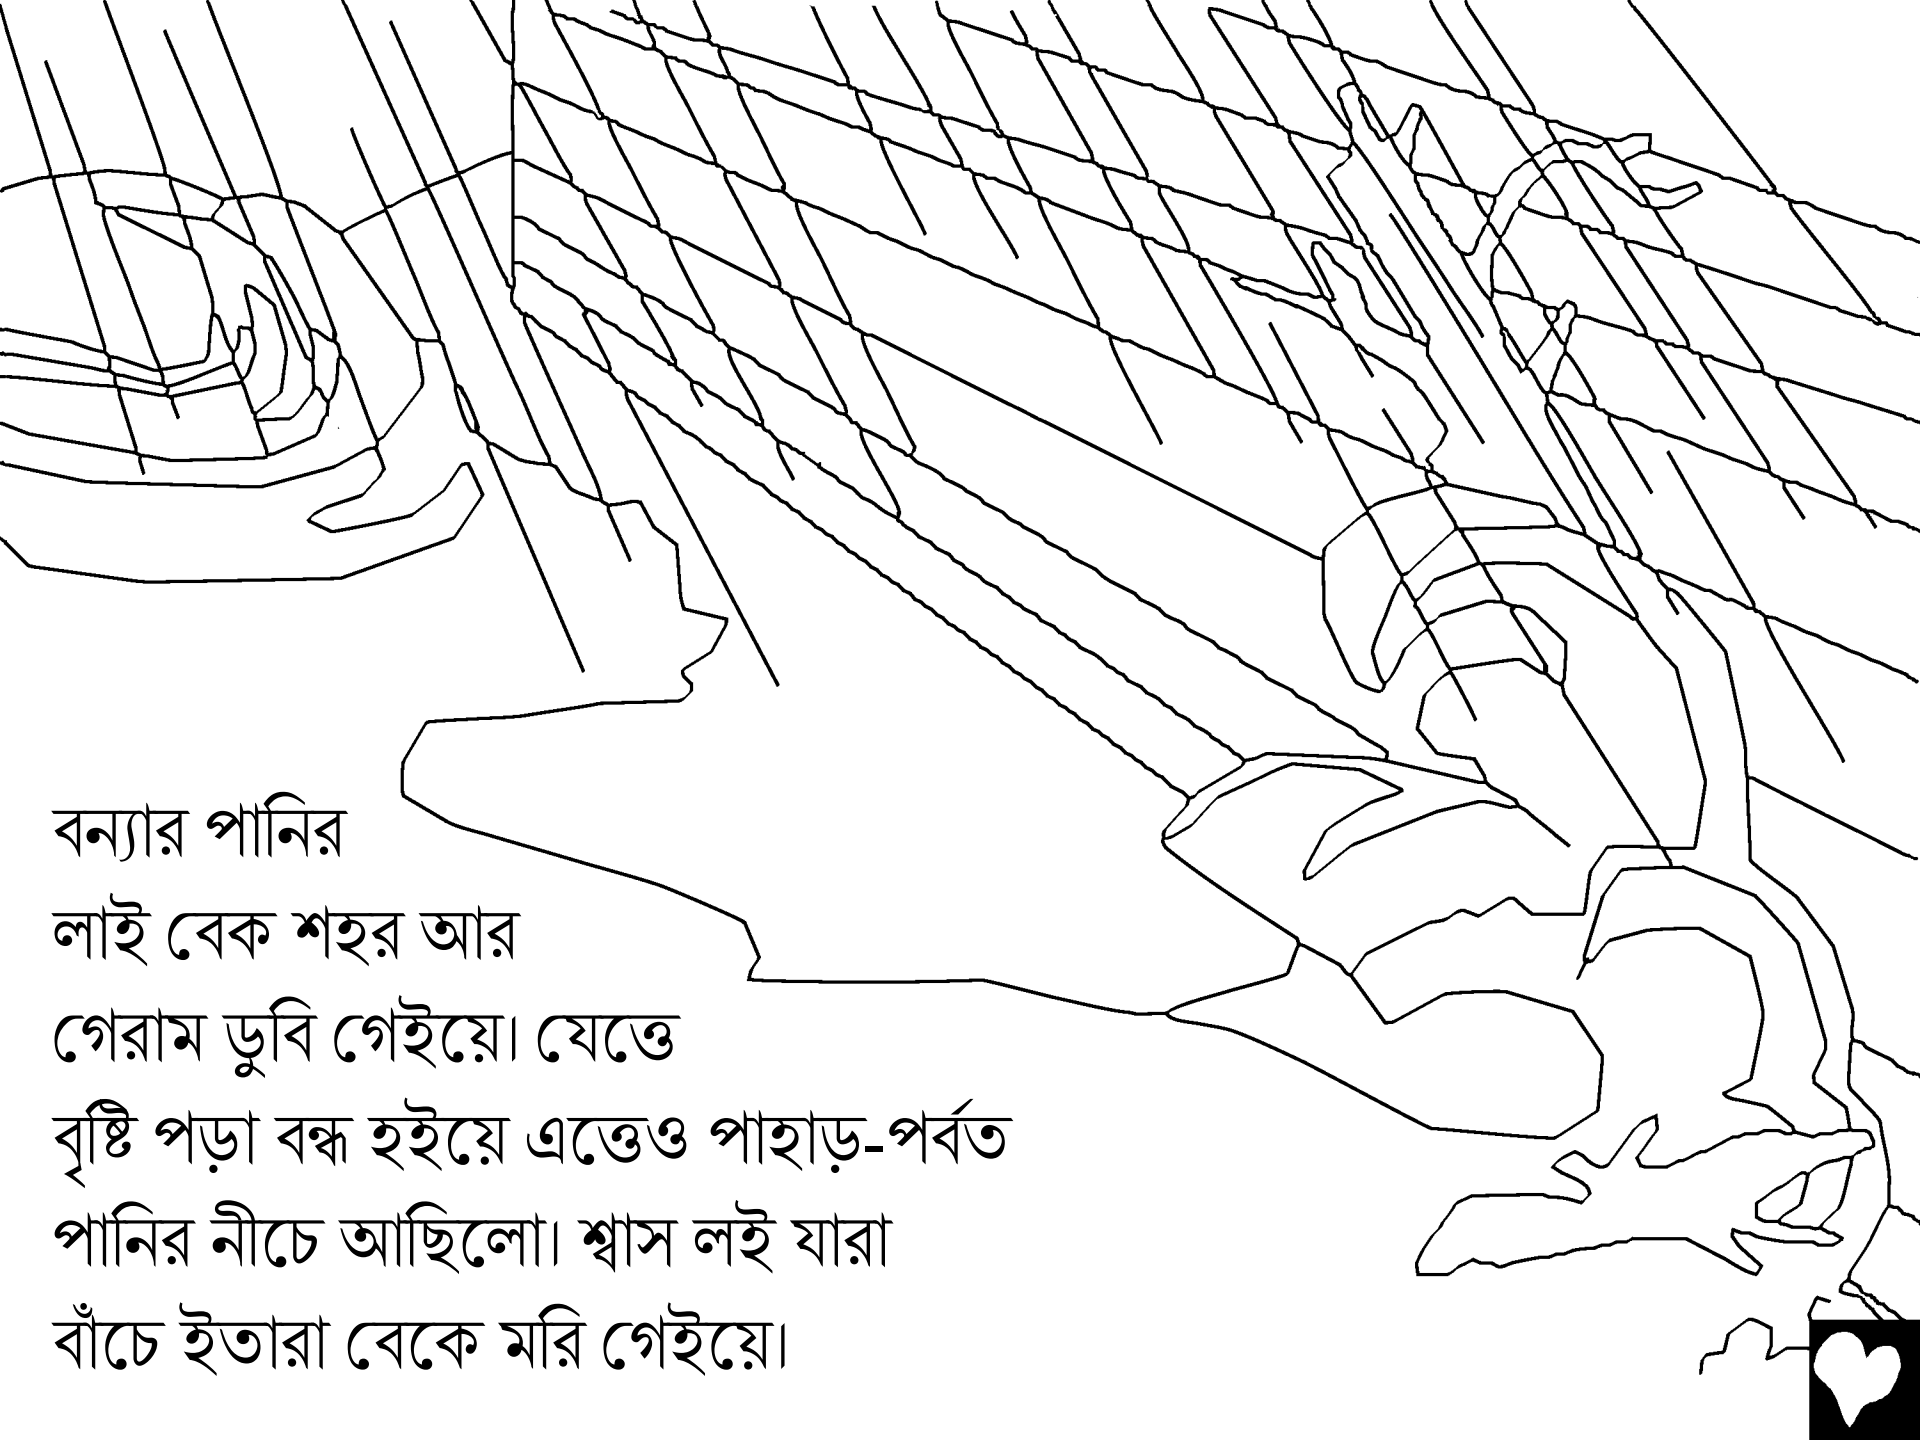 বন্যার পানির
লাই বেক শহর আর
গেরাম ডুবি গেইয়ে। যেত্তে
বৃষ্টি পড়া বন্ধ হইয়ে এত্তেও পাহাড়-পর্বত
পানির নীচে আছিলো। শ্বাস লই যারা
বাঁচে ইতারা বেকে মরি গেইয়ে।